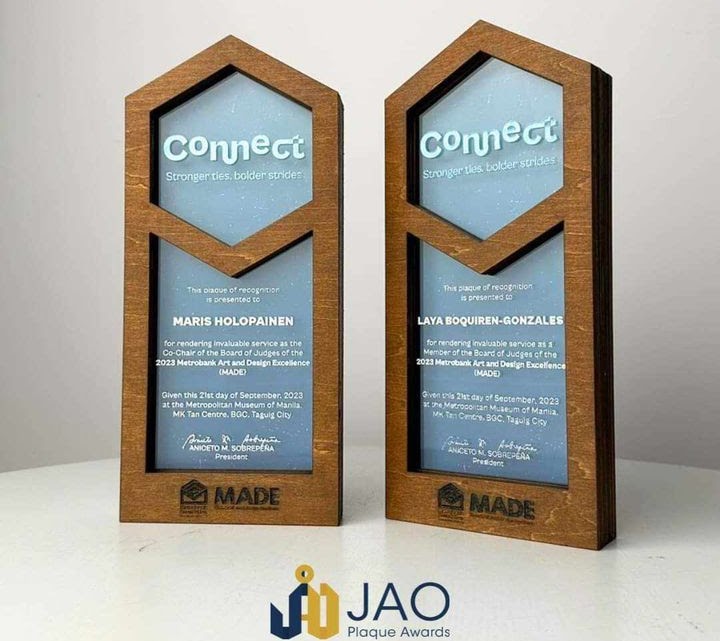 Connect
Stronger ties, bolder strides
This plaque of recognition
is presented to
MARIS HOLOPAINEN
for rendering invaluable service as the
Co-Chair of the Board of Judges of the
2023 Metrobank Art and Design Excellence
(MADE)
Given this 21st day of September, 2023
at the Metropolitan Museum of Manila,
MK Tan Centre, BGC, Taguig City
ANICETO M. SOBREPEÑA
President
MADE
Connect
Stronger ties, bolder strides
This plaque of recognition
is presented to
LAYA BOQUIREN-GONZALES
for rendering invaluable service as a
Member of the Board of Judges of the
2023 Metrobank Art and Design Excellence
(MADE)
Given this 21st day of September, 2023
at the Metropolitan Museum of Manila,
MK Tan Centre, BGC, Taguig City
ANICETO M. SOBREPEÑA
President
MADE
JAO
Plaque Awards